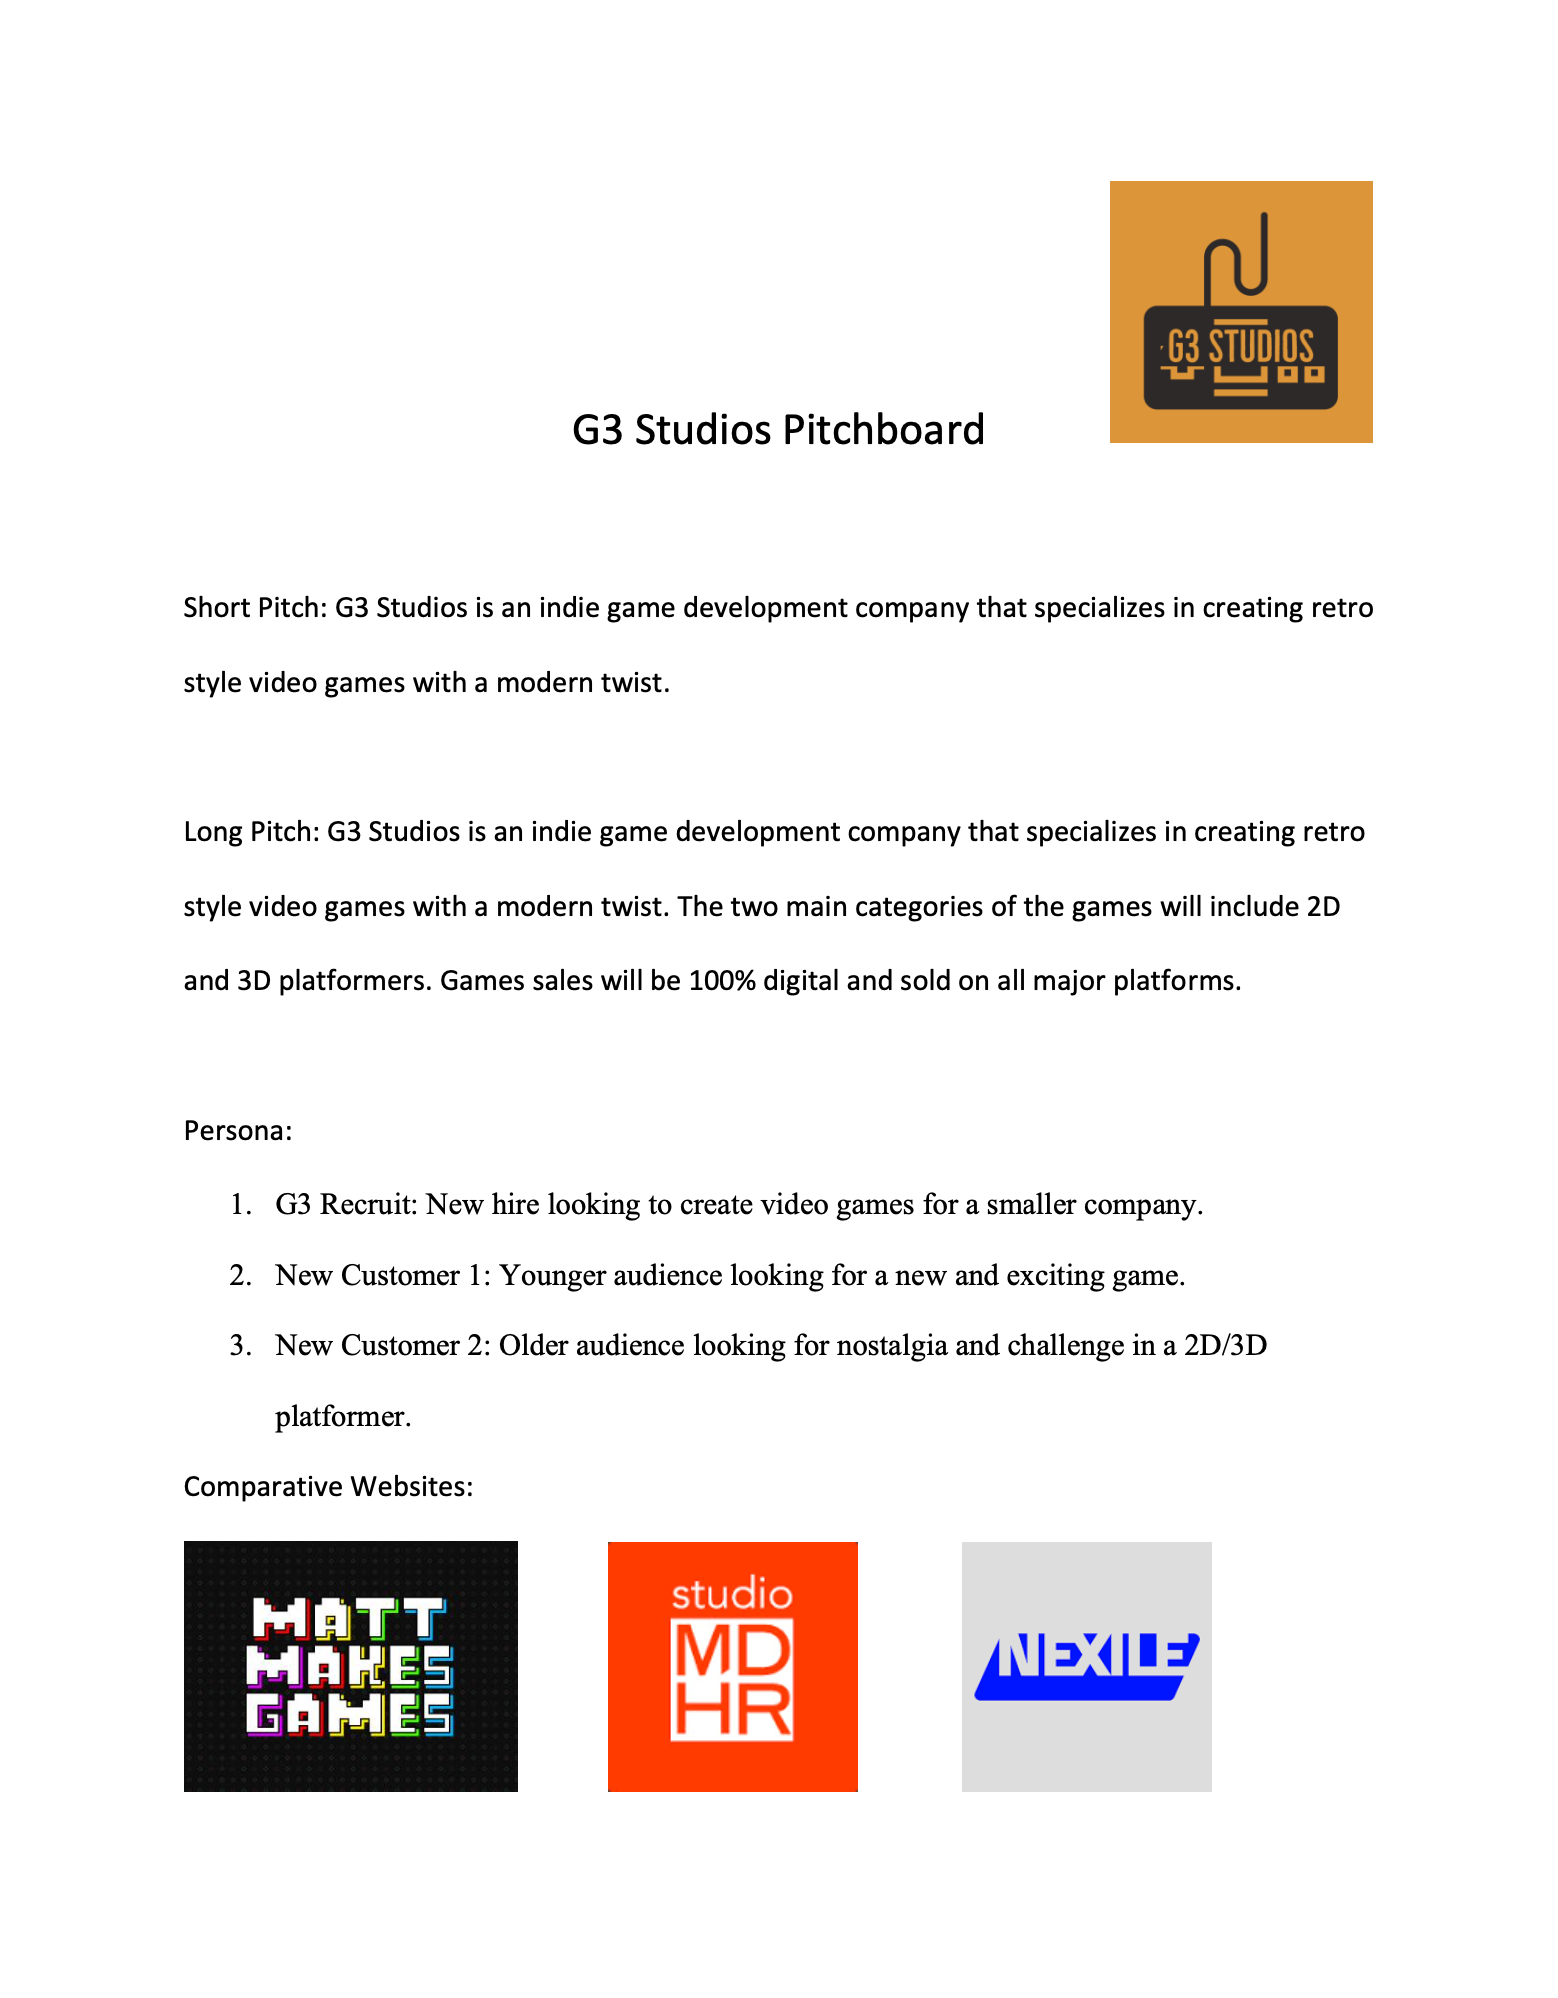 G3 STUDIOS
G3 Studios Pitchboard
Short Pitch: G3 Studios is an indie game development company that specializes in creating retro
style video games with a modern twist.
Long Pitch: G3 Studios is an indie game development company that specializes in creating retro
style video games with a modern twist. The two main categories of the games will include 2D
and 3D platformers. Games sales will be 100% digital and sold on all major platforms.
Persona:
1. G3 Recruit: New hire looking to create video games for a smaller company.
2. New Customer 1: Younger audience looking for a new and exciting game.
3. New Customer 2: Older audience looking for nostalgia and challenge in a 2D/3D
platformer.
Comparative Websites:
MATT
MAKES
GAMES
studio
MD
HR
NEXILE